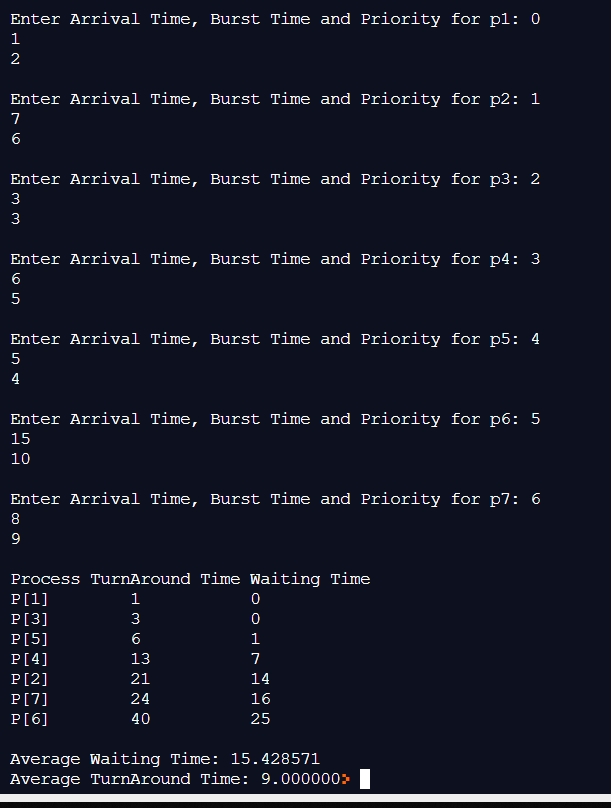 Enter Arrival Time, Burst Time and Priority for p1: 0
1
2
Enter Arrival Time, Burst Time and Priority for p2: 1
7
6
Enter Arrival Time, Burst Time and Priority for p3: 2
3
3
Enter Arrival Time, Burst Time and Priority for p4: 3
6
5
Enter Arrival Time, Burst Time and Priority for p5: 4
5
4
Enter Arrival Time, Burst Time and Priority for p6: 5
15
10
Enter Arrival Time, Burst Time and Priority for p7: 6
8
9
Process TurnAround Time Waiting Time
P[1] 1 0
P[3] 3 0
P[5] 6 1
P[4] 13 7
P[2] 21 14
P[7] 24 16
P[6] 40 25
Average Waiting Time: 15.428571
Average TurnAround Time: 9.000000>